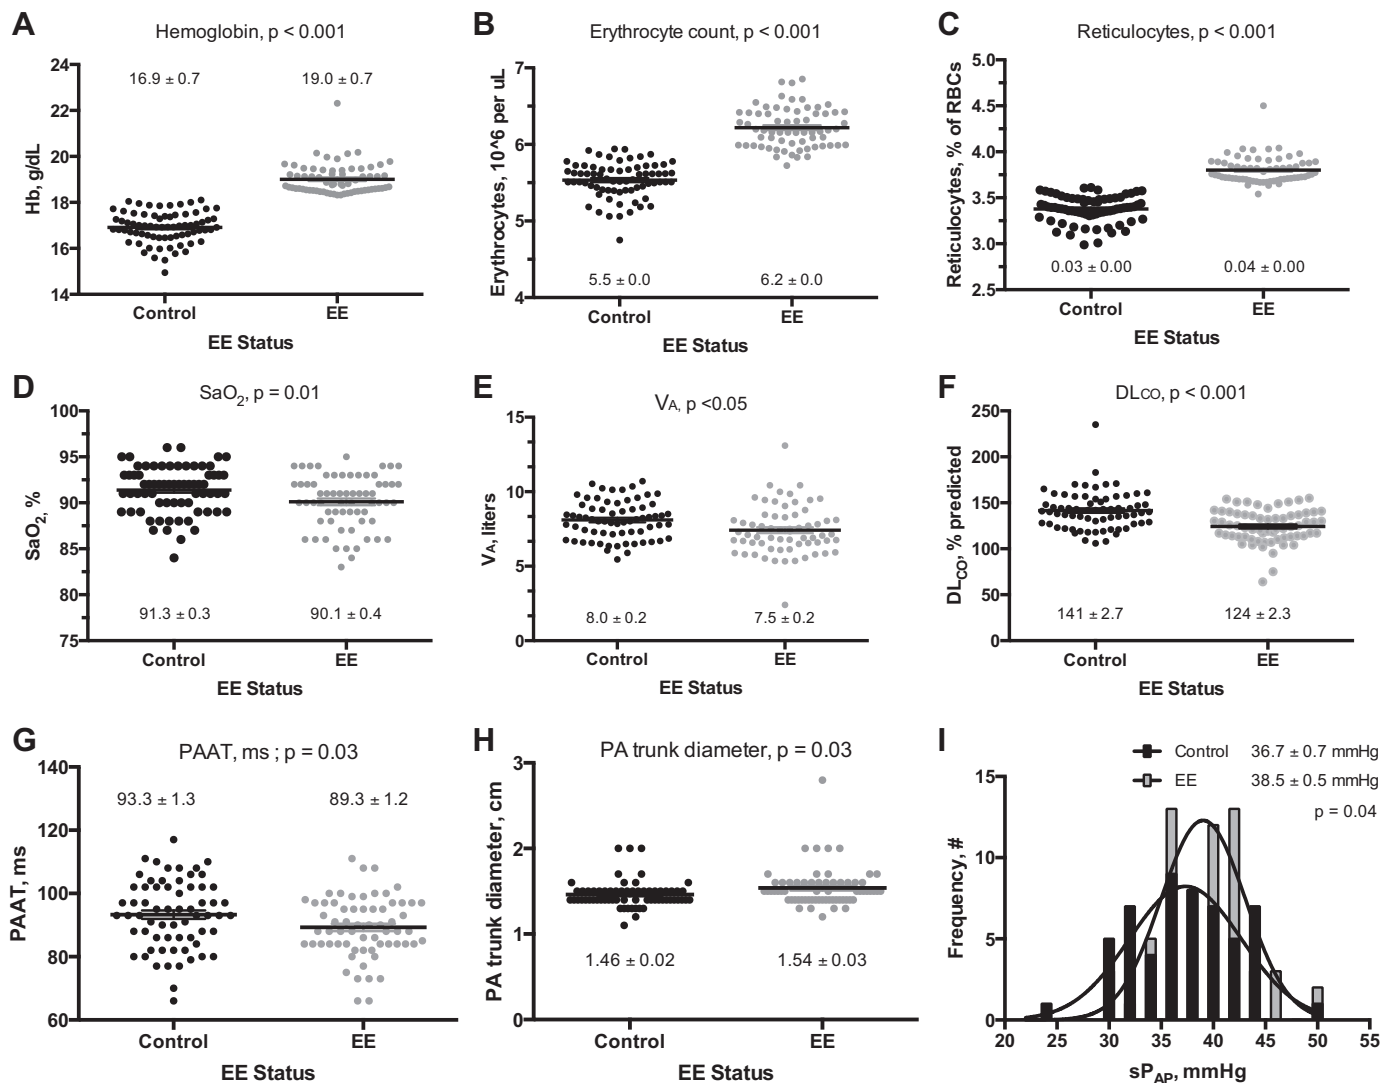 A
Hemoglobin, p < 0.001
24
22
20
18
16
14
Hb, g/dL
16.9 ± 0.7
19.0 ± 0.7
Control
EE
EE Status
B
Erythrocyte count, p < 0.001
7
6
5
4
Erythrocytes, 10^6 per uL
5.5 ± 0.0
6.2 ± 0.0
Control
EE
EE Status
C
Reticulocytes, p < 0.001
5.0
4.5
4.0
3.5
3.0
2.5
Reticulocytes, % of RBCs
0.03 ± 0.00
0.04 ± 0.00
Control
EE
EE Status
D
SaO2, p = 0.01
100
95
90
85
80
75
SaO2, %
91.3 ± 0.3
90.1 ± 0.4
Control
EE
EE Status
E
VA, p <0.05
15
10
5
0
VA, liters
8.0 ± 0.2
7.5 ± 0.2
Control
EE
EE Status
F
DLCO, p < 0.001
250
200
150
100
50
0
DLCO, % predicted
141 ± 2.7
124 ± 2.3
Control
EE
EE Status
G
PAAT, ms ; p = 0.03
140
120
100
80
60
PAAT, ms
93.3 ± 1.3
89.3 ± 1.2
Control
EE
EE Status
H
PA trunk diameter, p = 0.03
3
2
1
0
PA trunk diameter, cm
1.46 ± 0.02
1.54 ± 0.03
Control
EE
EE Status
I
Control 36.7 ± 0.7 mmHg
EE 38.5 ± 0.5 mmHg
p = 0.04
15
10
5
0
Frequency, #
20 25 30 35 40 45 50 55
sPAP, mmHg